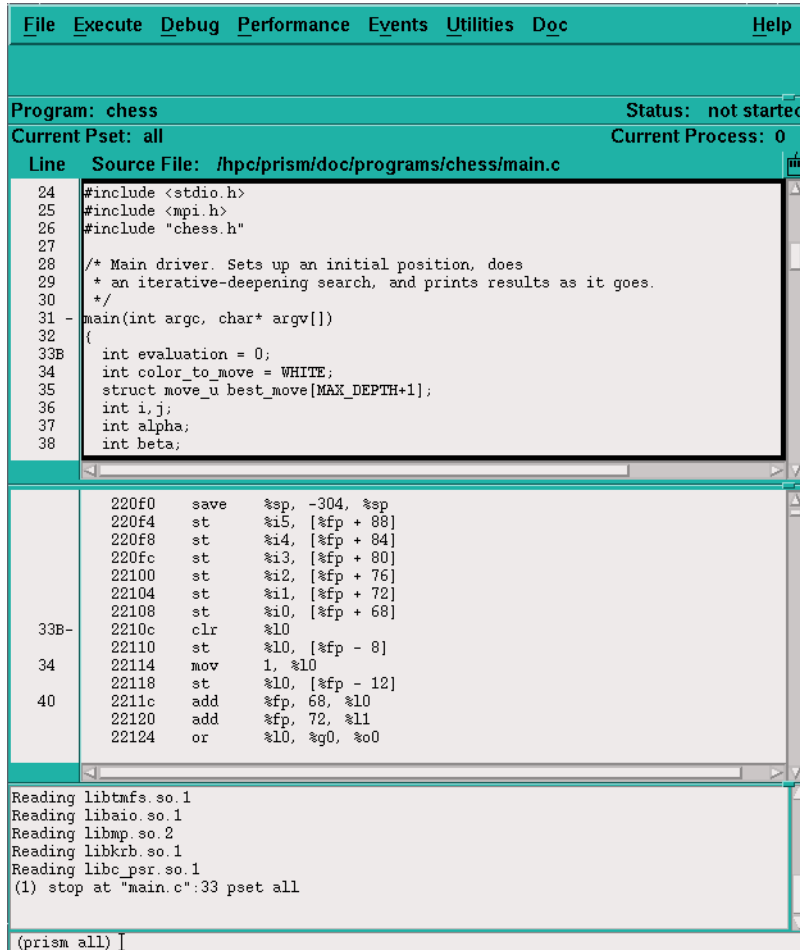 File Execute Debug Performance Events Utilities Doc Help
Program: chess Status: not started
Current Pset: all Current Process: 0
Line Source File: /hpc/prism/doc/programs/chess/main.c
24 #include <stdio.h>
25 #include <mpi.h>
26 #include "chess.h"
27
28 /* Main driver. Sets up an initial position, does
29 * an iterative-deepening search, and prints results as it goes.
30 */
31 - main(int argc, char* argv[])
32 {
33B int evaluation = 0;
34 int color_to_move = WHITE;
35 struct move_u best_move[MAX_DEPTH+1];
36 int i,j;
37 int alpha;
38 int beta;
220f0 save %sp, -304, %sp
220f4 st %i5, [%fp + 88]
220f8 st %i4, [%fp + 84]
220fc st %i3, [%fp + 80]
22100 st %i2, [%fp + 76]
22104 st %i1, [%fp + 72]
22108 st %i0, [%fp + 68]
33B- 2210c clr %l0
22110 st %l0, [%fp - 8]
34 22114 mov 1, %l0
22118 st %l0, [%fp - 12]
40 2211c add %fp, 68, %l0
22120 add %fp, 72, %l1
22124 or %l0, %g0, %o0
Reading libtmfs.so.1
Reading libaio.so.1
Reading libmp.so.2
Reading libkrb.so.1
Reading libc_psr.so.1
(1) stop at "main.c":33 pset all
(prism all)